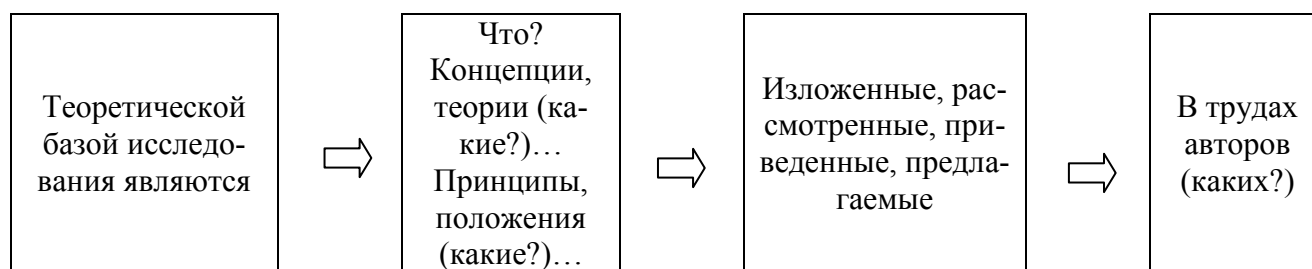 Теоретической
базой исследо-
вания являются
Что?
Концепции,
теории (ка-
кие?)…
Принципы,
положения
(какие?)…
Изложенные, рас-
смотренные, при-
веденные, предла-
гаемые
В трудах
авторов
(каких?)